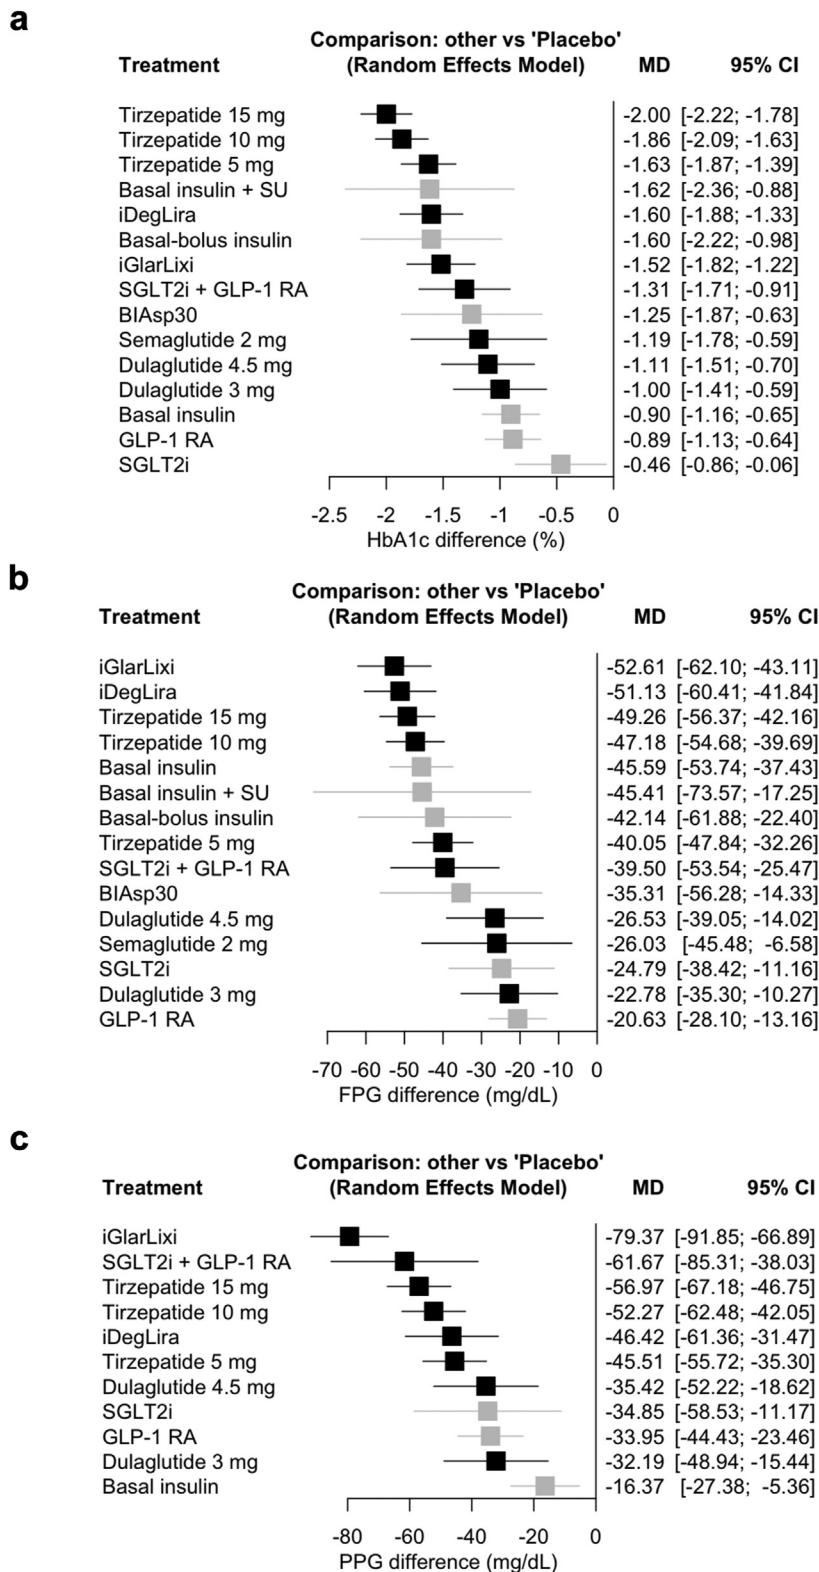 a
Comparison: other vs 'Placebo'
Treatment (Random Effects Model) MD 95% CI
Tirzepatide 15 mg -2.00 [-2.22; -1.78]
Tirzepatide 10 mg -1.86 [-2.09; -1.63]
Tirzepatide 5 mg -1.63 [-1.87; -1.39]
Basal insulin + SU -1.62 [-2.36; -0.88]
iDegLira -1.60 [-1.88; -1.33]
Basal-bolus insulin -1.60 [-2.22; -0.98]
iGlarLixi -1.52 [-1.82; -1.22]
SGLT2i + GLP-1 RA -1.31 [-1.71; -0.91]
BIAsp30 -1.25 [-1.87; -0.63]
Semaglutide 2 mg -1.19 [-1.78; -0.59]
Dulaglutide 4.5 mg -1.11 [-1.51; -0.70]
Dulaglutide 3 mg -1.00 [-1.41; -0.59]
Basal insulin -0.90 [-1.16; -0.65]
GLP-1 RA -0.89 [-1.13; -0.64]
SGLT2i -0.46 [-0.86; -0.06]
-2.5 -2 -1.5 -1 -0.5 0
HbA1c difference (%)
b
Comparison: other vs 'Placebo'
Treatment (Random Effects Model) MD 95% CI
iGlarLixi -52.61 [-62.10; -43.11]
iDegLira -51.13 [-60.41; -41.84]
Tirzepatide 15 mg -49.26 [-56.37; -42.16]
Tirzepatide 10 mg -47.18 [-54.68; -39.69]
Basal insulin -45.59 [-53.74; -37.43]
Basal insulin + SU -45.41 [-73.57; -17.25]
Basal-bolus insulin -42.14 [-61.88; -22.40]
Tirzepatide 5 mg -40.05 [-47.84; -32.26]
SGLT2i + GLP-1 RA -39.50 [-53.54; -25.47]
BIAsp30 -35.31 [-56.28; -14.33]
Dulaglutide 4.5 mg -26.53 [-39.05; -14.02]
Semaglutide 2 mg -26.03 [-45.48; -6.58]
SGLT2i -24.79 [-38.42; -11.16]
Dulaglutide 3 mg -22.78 [-35.30; -10.27]
GLP-1 RA -20.63 [-28.10; -13.16]
-70 -60 -50 -40 -30 -20 -10 0
FPG difference (mg/dL)
c
Comparison: other vs 'Placebo'
Treatment (Random Effects Model) MD 95% CI
iGlarLixi -79.37 [-91.85; -66.89]
SGLT2i + GLP-1 RA -61.67 [-85.31; -38.03]
Tirzepatide 15 mg -56.97 [-67.18; -46.75]
Tirzepatide 10 mg -52.27 [-62.48; -42.05]
iDegLira -46.42 [-61.36; -31.47]
Tirzepatide 5 mg -45.51 [-55.72; -35.30]
Dulaglutide 4.5 mg -35.42 [-52.22; -18.62]
SGLT2i -34.85 [-58.53; -11.17]
GLP-1 RA -33.95 [-44.43; -23.46]
Dulaglutide 3 mg -32.19 [-48.94; -15.44]
Basal insulin -16.37 [-27.38; -5.36]
-80 -60 -40 -20 0
PPG difference (mg/dL)